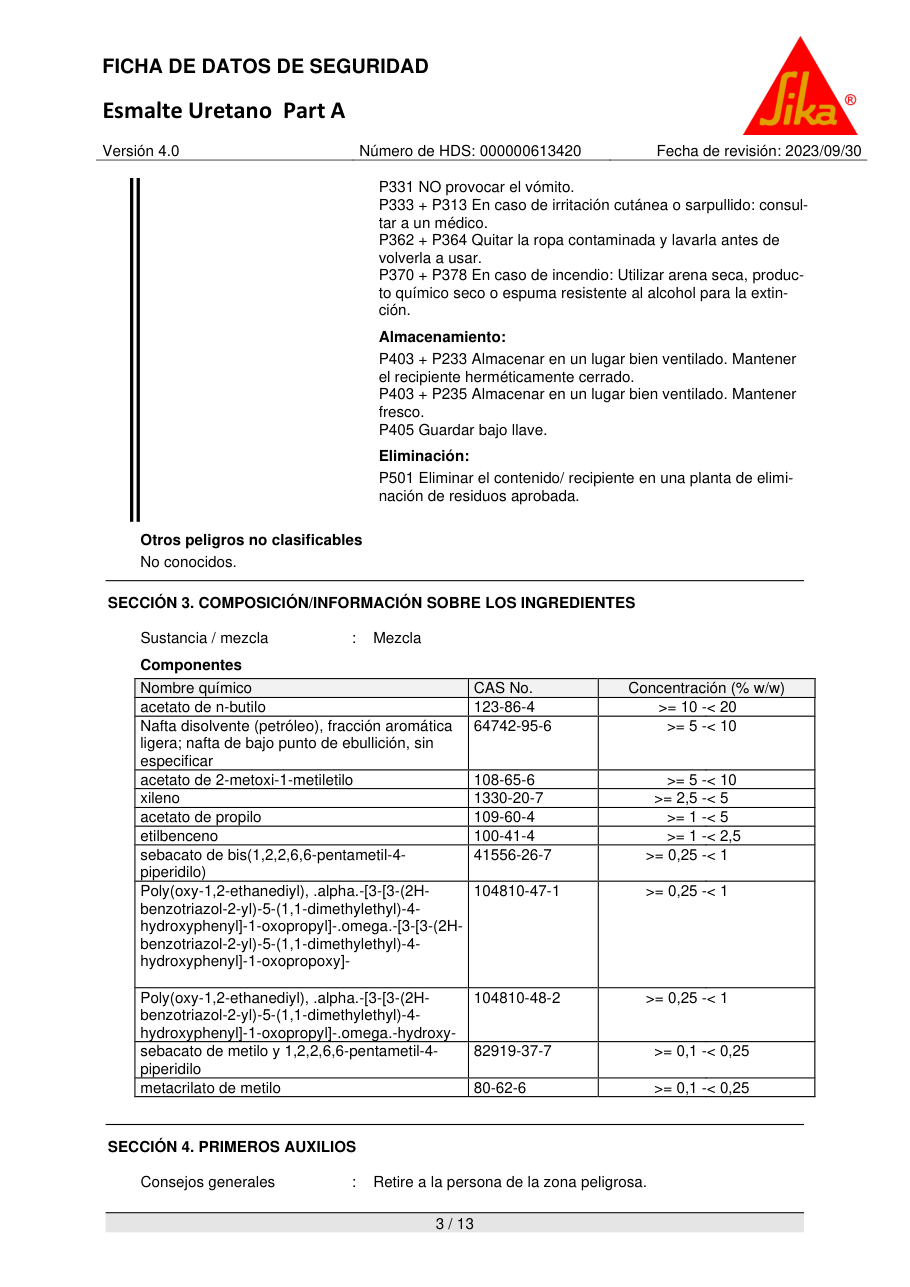 FICHA DE DATOS DE SEGURIDAD
Esmalte Uretano  Part A
Sika ®
Versión 4.0 Número de HDS: 000000613420 Fecha de revisión: 2023/09/30
P331 NO provocar el vómito.
P333 + P313 En caso de irritación cutánea o sarpullido: consul-
tar a un médico.
P362 + P364 Quitar la ropa contaminada y lavarla antes de
volverla a usar.
P370 + P378 En caso de incendio: Utilizar arena seca, produc-
to químico seco o espuma resistente al alcohol para la extin-
ción.
Almacenamiento:
P403 + P233 Almacenar en un lugar bien ventilado. Mantener
el recipiente herméticamente cerrado.
P403 + P235 Almacenar en un lugar bien ventilado. Mantener
fresco.
P405 Guardar bajo llave.
Eliminación:
P501 Eliminar el contenido/ recipiente en una planta de elimi-
nación de residuos aprobada.
Otros peligros no clasificables
No conocidos.
SECCIÓN 3. COMPOSICIÓN/INFORMACIÓN SOBRE LOS INGREDIENTES
Sustancia / mezcla : Mezcla
Componentes
Nombre químico CAS No. Concentración (% w/w)
acetato de n-butilo 123-86-4 >= 10 -< 20
Nafta disolvente (petróleo), fracción aromática 64742-95-6 >= 5 -< 10
ligera; nafta de bajo punto de ebullición, sin
especificar
acetato de 2-metoxi-1-metiletilo 108-65-6 >= 5 -< 10
xileno 1330-20-7 >= 2,5 -< 5
acetato de propilo 109-60-4 >= 1 -< 5
etilbenceno 100-41-4 >= 1 -< 2,5
sebacato de bis(1,2,2,6,6-pentametil-4- 41556-26-7 >= 0,25 -< 1
piperidilo)
Poly(oxy-1,2-ethanediyl), .alpha.-[3-[3-(2H- 104810-47-1 >= 0,25 -< 1
benzotriazol-2-yl)-5-(1,1-dimethylethyl)-4-
hydroxyphenyl]-1-oxopropyl]-.omega.-[3-[3-(2H-
benzotriazol-2-yl)-5-(1,1-dimethylethyl)-4-
hydroxyphenyl]-1-oxopropoxy]-
Poly(oxy-1,2-ethanediyl), .alpha.-[3-[3-(2H- 104810-48-2 >= 0,25 -< 1
benzotriazol-2-yl)-5-(1,1-dimethylethyl)-4-
hydroxyphenyl]-1-oxopropyl]-.omega.-hydroxy-
sebacato de metilo y 1,2,2,6,6-pentametil-4- 82919-37-7 >= 0,1 -< 0,25
piperidilo
metacrilato de metilo 80-62-6 >= 0,1 -< 0,25
SECCIÓN 4. PRIMEROS AUXILIOS
Consejos generales : Retire a la persona de la zona peligrosa.
3 / 13